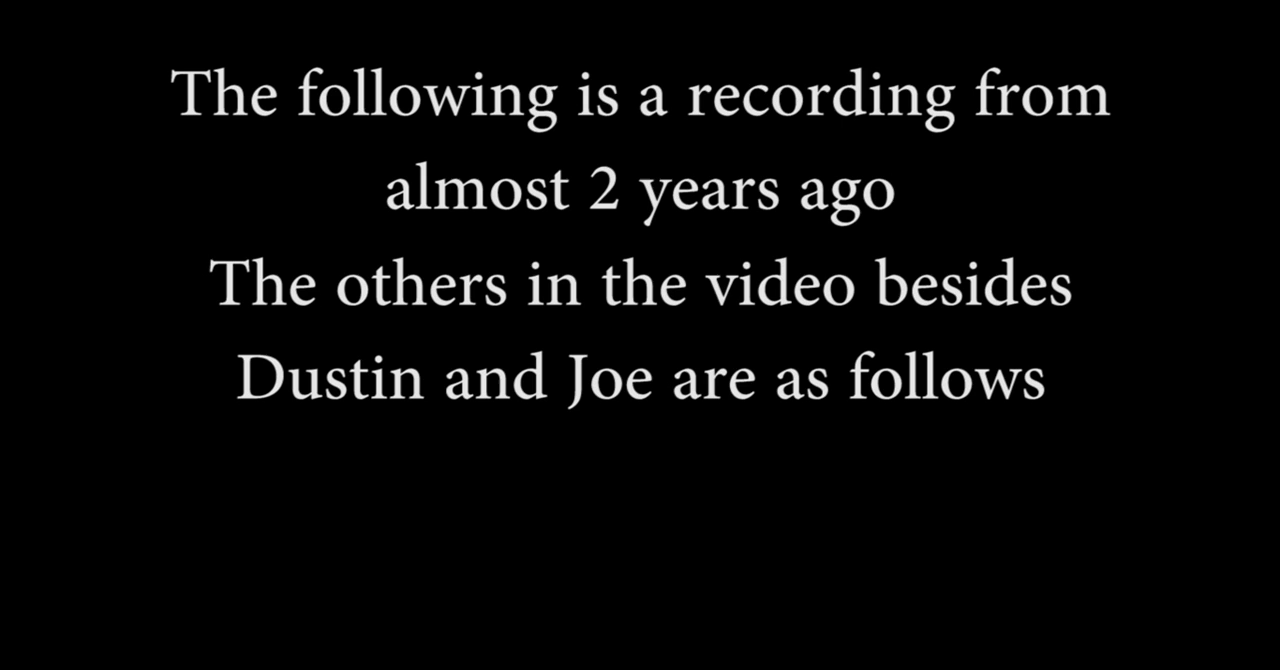 The following is a recording from
almost 2 years ago
The others in the video besides
Dustin and Joe are as follows